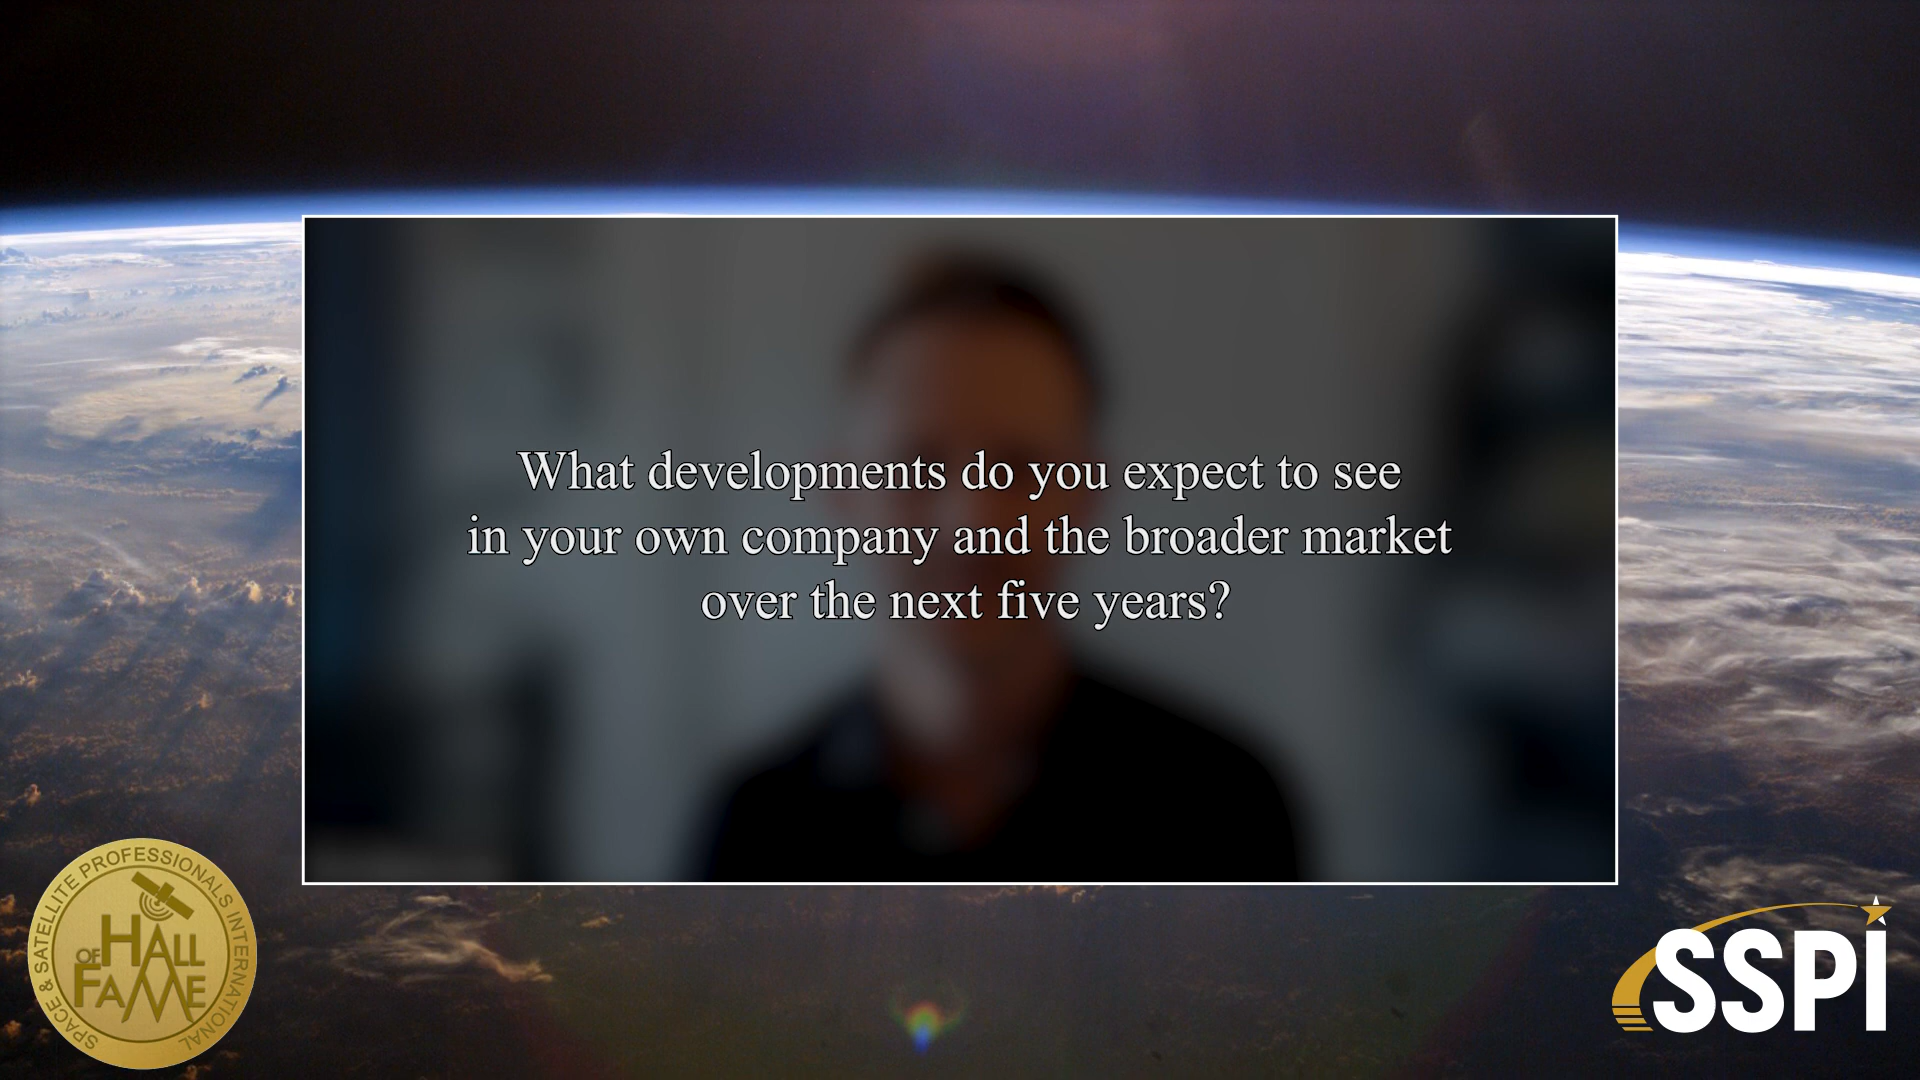 What developments do you expect to see
in your own company and the broader market
over the next five years?
SPACE & SATELLITE PROFESSIONALS INTERNATIONAL
HALL
OF
FAME
SSPI